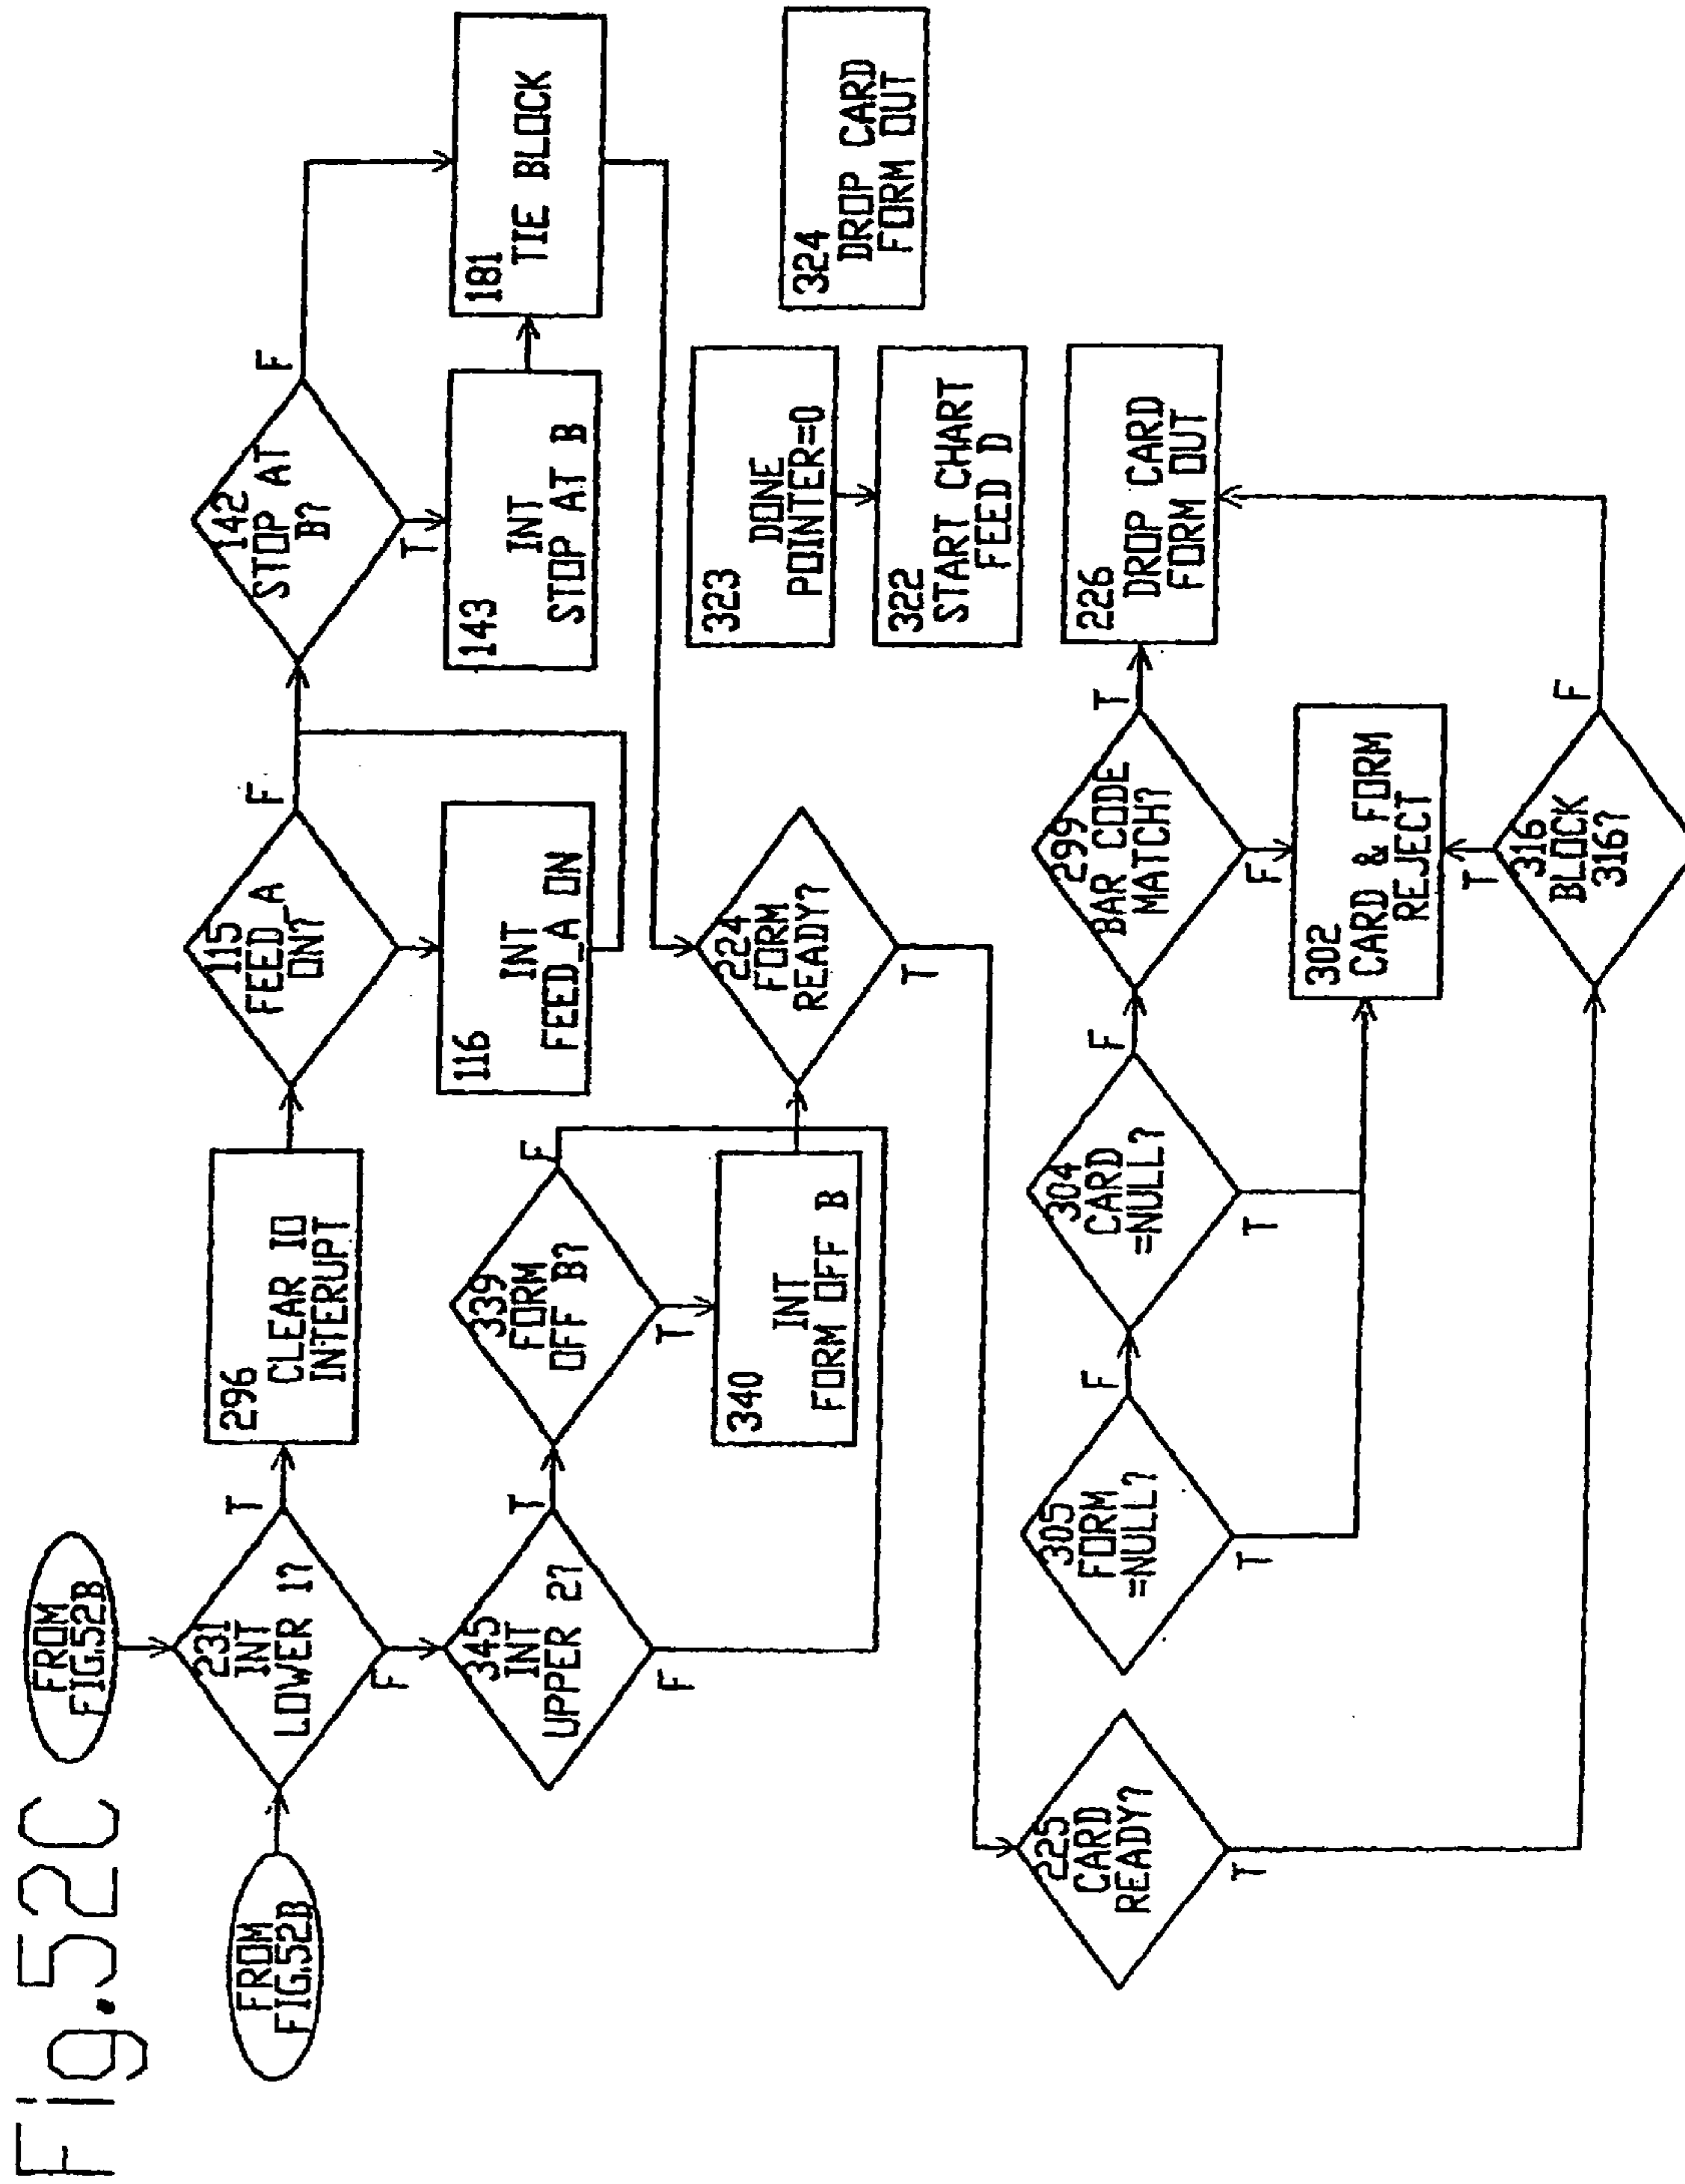 Fig.52C
FROM
FIG.52B
FROM
FIG.52B
231
INT
LOWER 1?
T
F
296
CLEAR IO
INTERUPT
115
FEED_A
ON?
F
116
INT
FEED_A ON
142
STOP AT
B?
F
T
143
INT
STOP AT B
181
TIE BLOCK
345
INT
UPPER 2?
T
F
339
FORM
OFF B?
F
T
340
INT
FORM OFF B
224
FORM
READY?
T
323
DONE
POINTER=0
322
START CHART
FEED D
324
DROP CARD
FORM OUT
225
CARD
READY?
T
305
FORM
=NULL?
F
T
304
CARD
=NULL?
F
T
299
BAR CODE
MATCH?
T
F
226
DROP CARD
FORM OUT
302
CARD & FORM
REJECT
316
BLOCK
316?
T
F